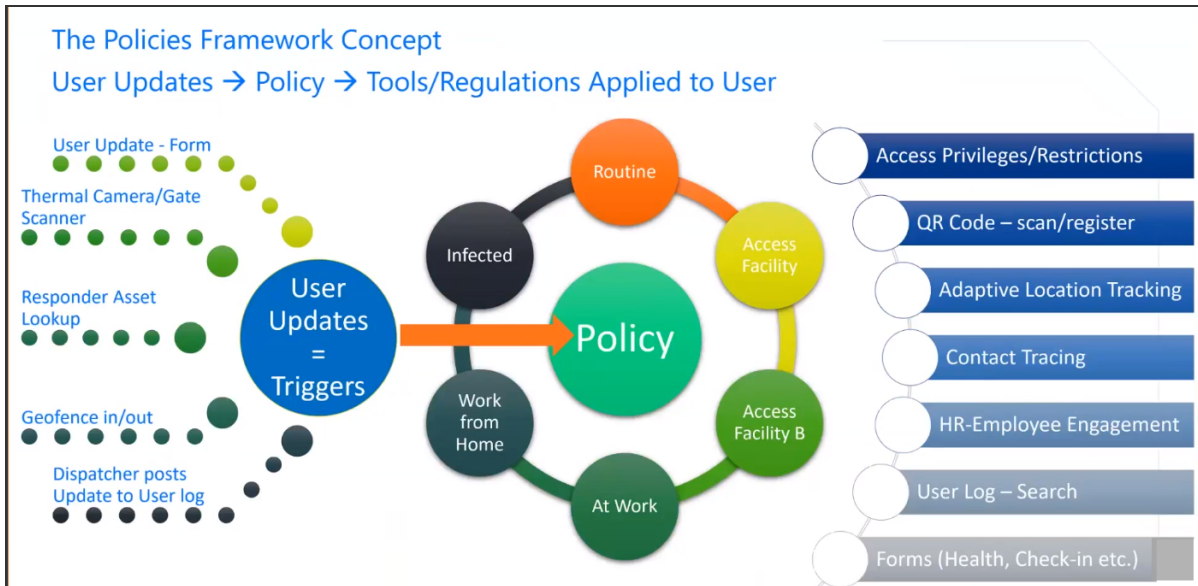 The Policies Framework Concept
User Updates → Policy → Tools/Regulations Applied to User
User Update - Form
Thermal Camera/Gate
Scanner
Responder Asset
Lookup
Geofence in/out
Dispatcher posts
Update to User log
User
Updates
=
Triggers
Policy
Routine
Access
Facility
Access
Facility B
At Work
Work
from
Home
Infected
Access Privileges/Restrictions
QR Code – scan/register
Adaptive Location Tracking
Contact Tracing
HR-Employee Engagement
User Log – Search
Forms (Health, Check-in etc.)